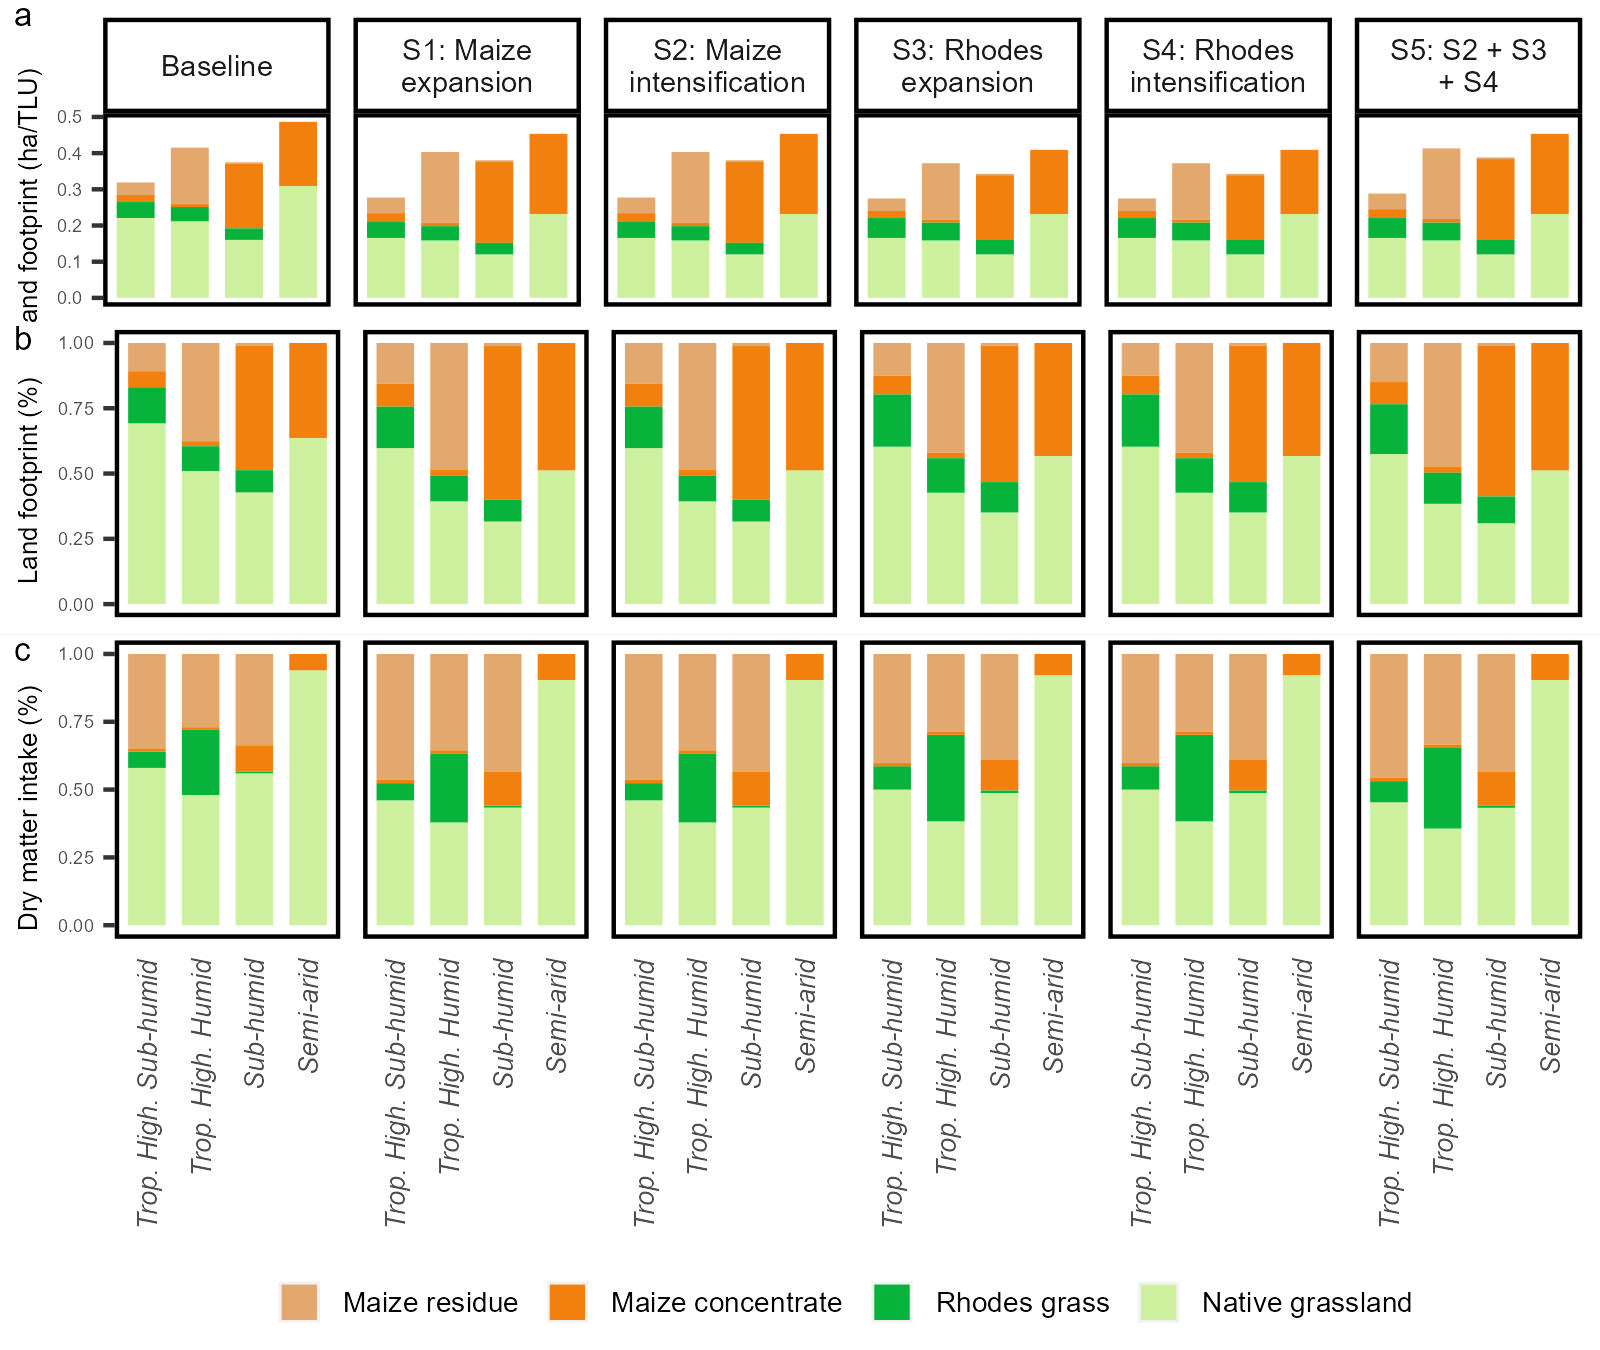 a
Baseline
S1: Maize
expansion
S2: Maize
intensification
S3: Rhodes
expansion
S4: Rhodes
intensification
S5: S2 + S3
+ S4
and footprint (ha/TLU)
0.5
0.4
0.3
0.2
0.1
0.0
b
Land footprint (%)
1.00
0.75
0.50
0.25
0.00
c
Dry matter intake (%)
1.00
0.75
0.50
0.25
0.00
Trop. High. Sub-humid
Trop. High. Humid
Sub-humid
Semi-arid
Trop. High. Sub-humid
Trop. High. Humid
Sub-humid
Semi-arid
Trop. High. Sub-humid
Trop. High. Humid
Sub-humid
Semi-arid
Trop. High. Sub-humid
Trop. High. Humid
Sub-humid
Semi-arid
Trop. High. Sub-humid
Trop. High. Humid
Sub-humid
Semi-arid
Trop. High. Sub-humid
Trop. High. Humid
Sub-humid
Semi-arid
Maize residue
Maize concentrate
Rhodes grass
Native grassland